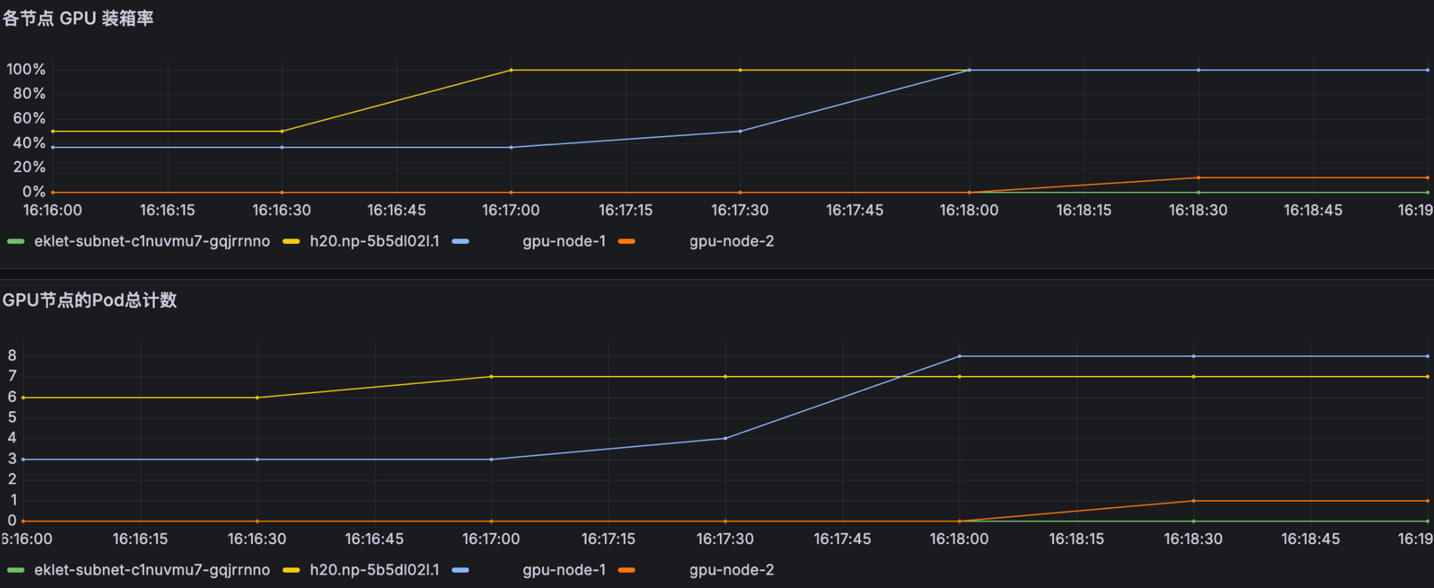 各节点 GPU 装箱率
100%
80%
60%
40%
20%
0%
16:16:00 16:16:15 16:16:30 16:16:45 16:17:00 16:17:15 16:17:30 16:17:45 16:18:00 16:18:15 16:18:30 16:18:45 16:19
eklet-subnet-c1nuvmu7-gqjrrnno h20.np-5b5dl02l.1 gpu-node-1 gpu-node-2
GPU节点的Pod总计数
8
7
6
5
4
3
2
1
0
6:16:00 16:16:15 16:16:30 16:16:45 16:17:00 16:17:15 16:17:30 16:17:45 16:18:00 16:18:15 16:18:30 16:18:45 16:19
eklet-subnet-c1nuvmu7-gqjrrnno h20.np-5b5dl02l.1 gpu-node-1 gpu-node-2